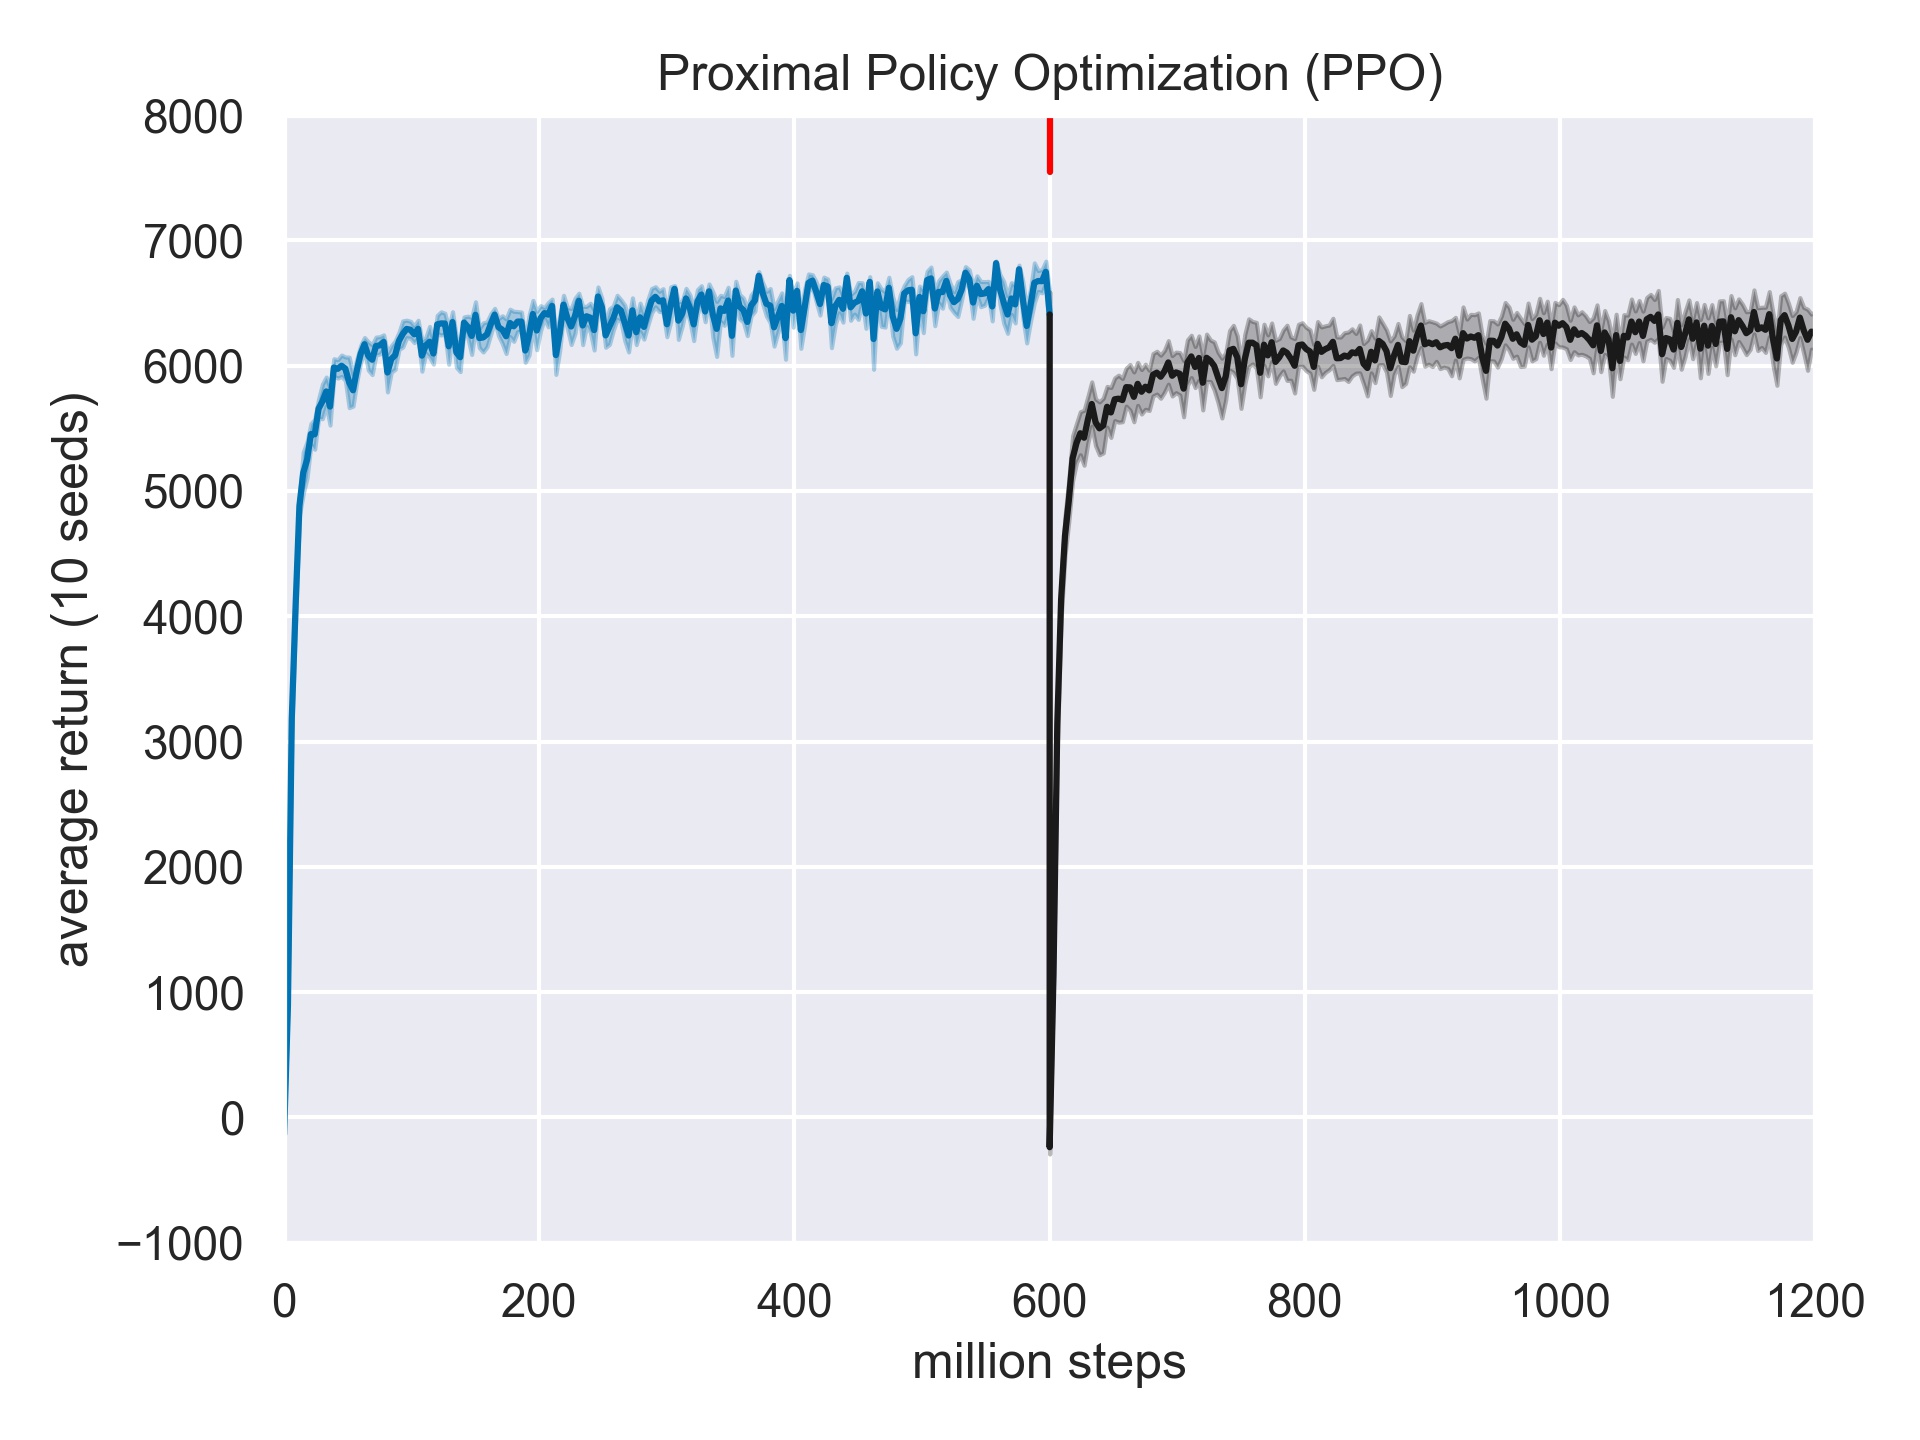 Proximal Policy Optimization (PPO)
8000
7000
6000
5000
4000
3000
2000
1000
0
−1000
average return (10 seeds)
0 200 400 600 800 1000 1200
million steps